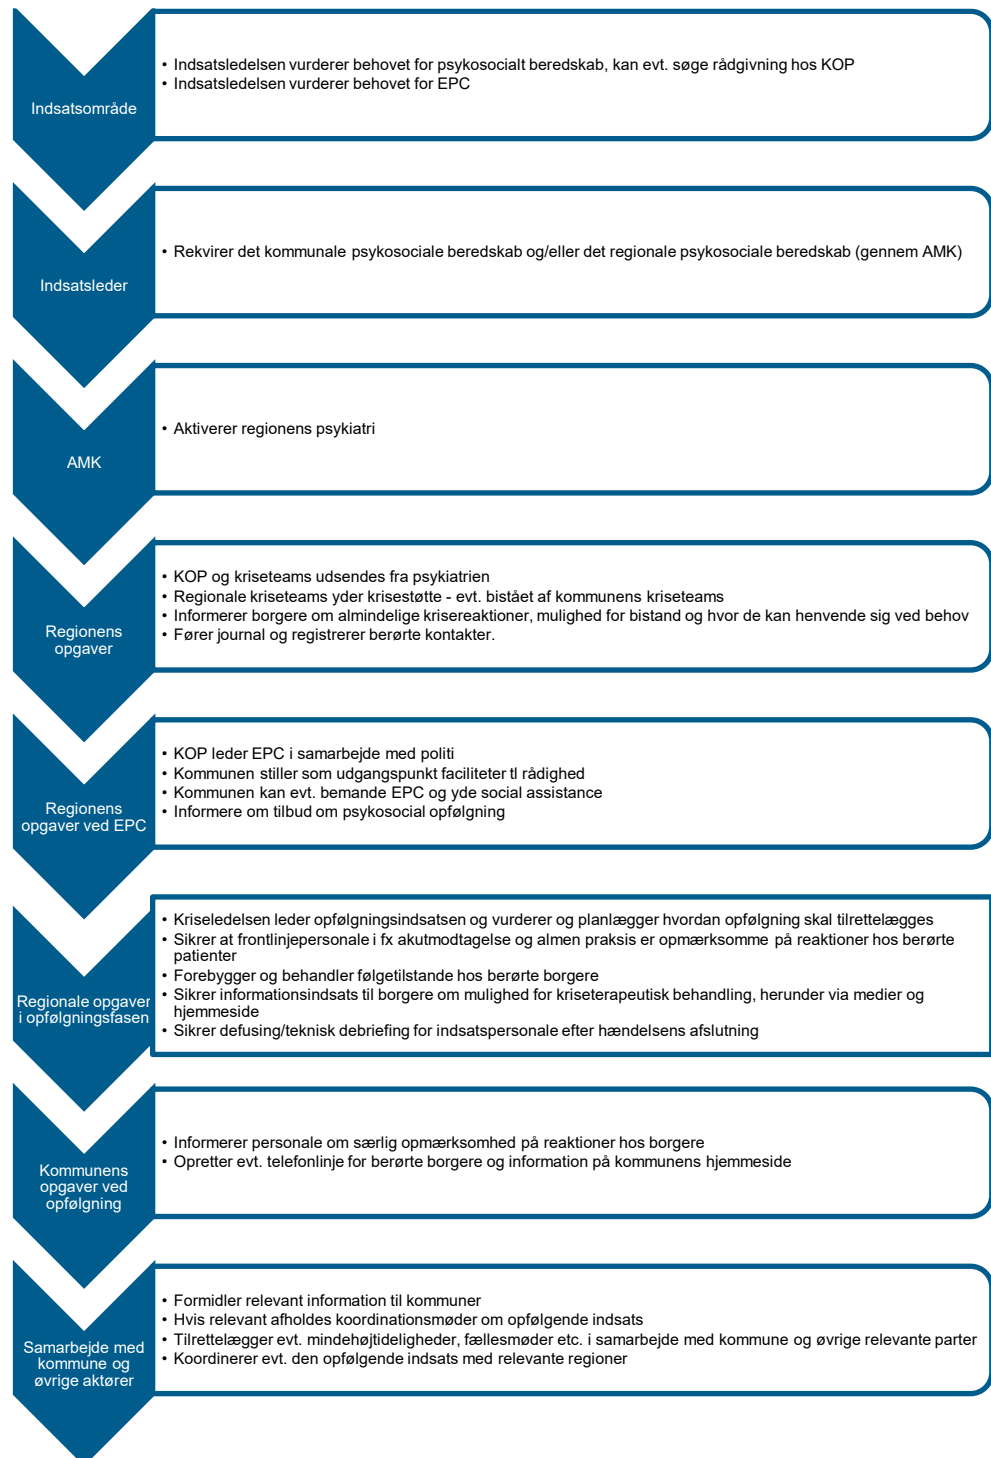 Indsatsområde
• Indsatsledelsen vurderer behovet for psykosocialt beredskab, kan evt. søge rådgivning hos KOP
• Indsatsledelsen vurderer behovet for EPC
Indsatsleder
• Rekvirer det kommunale psykosociale beredskab og/eller det regionale psykosociale beredskab (gennem AMK)
AMK
• Aktiverer regionens psykiatri
Regionens
opgaver
• KOP og kriseteams udsendes fra psykiatrien
• Regionale kriseteams yder krisestøtte - evt. bistået af kommunens kriseteams
• Informerer borgere om almindelige krisereaktioner, mulighed for bistand og hvor de kan henvende sig ved behov
• Fører journal og registrerer berørte kontakter.
Regionens
opgaver ved EPC
• KOP leder EPC i samarbejde med politi
• Kommunen stiller som udgangspunkt faciliteter tl rådighed
• Kommunen kan evt. bemande EPC og yde social assistance
• Informere om tilbud om psykosocial opfølgning
Regionale opgaver
i opfølgningsfasen
• Kriseledelsen leder opfølgningsindsatsen og vurderer og planlægger hvordan opfølgning skal tilrettelægges
• Sikrer at frontlinjepersonale i fx akutmodtagelse og almen praksis er opmærksomme på reaktioner hos berørte
patienter
• Forebygger og behandler følgetilstande hos berørte borgere
• Sikrer informationsindsats til borgere om mulighed for kriseterapeutisk behandling, herunder via medier og
hjemmeside
• Sikrer defusing/teknisk debriefing for indsatspersonale efter hændelsens afslutning
Kommunens
opgaver ved
opfølgning
• Informerer personale om særlig opmærksomhed på reaktioner hos borgere
• Opretter evt. telefonlinje for berørte borgere og information på kommunens hjemmeside
Samarbejde med
kommune og
øvrige aktører
• Formidler relevant information til kommuner
• Hvis relevant afholdes koordinationsmøder om opfølgende indsats
• Tilrettelægger evt. mindehøjtideligheder, fællesmøder etc. i samarbejde med kommune og øvrige relevante parter
• Koordinerer evt. den opfølgende indsats med relevante regioner